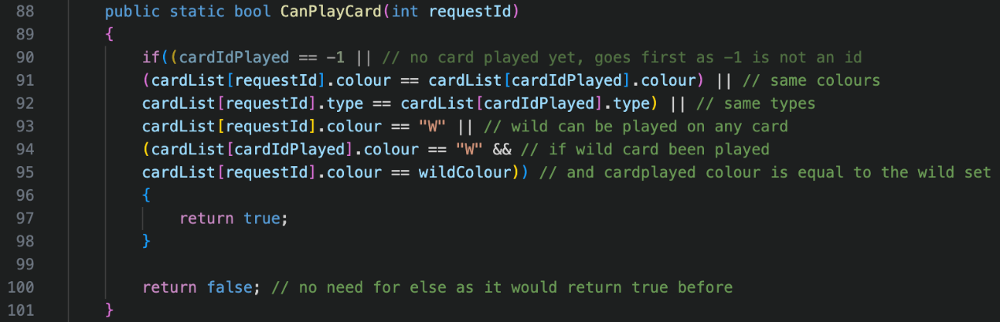 88 public static bool CanPlayCard(int requestId)
89 {
90 if((cardIdPlayed == -1 || // no card played yet, goes first as -1 is not an id
91 (cardList[requestId].colour == cardList[cardIdPlayed].colour) || // same colours
92 cardList[requestId].type == cardList[cardIdPlayed].type) || // same types
93 cardList[requestId].colour == "W" || // wild can be played on any card
94 (cardList[cardIdPlayed].colour == "W" && // if wild card been played
95 cardList[requestId].colour == wildColour)) // and cardplayed colour is equal to the wild set
96 {
97 return true;
98 }
99
100 return false; // no need for else as it would return true before
101 }